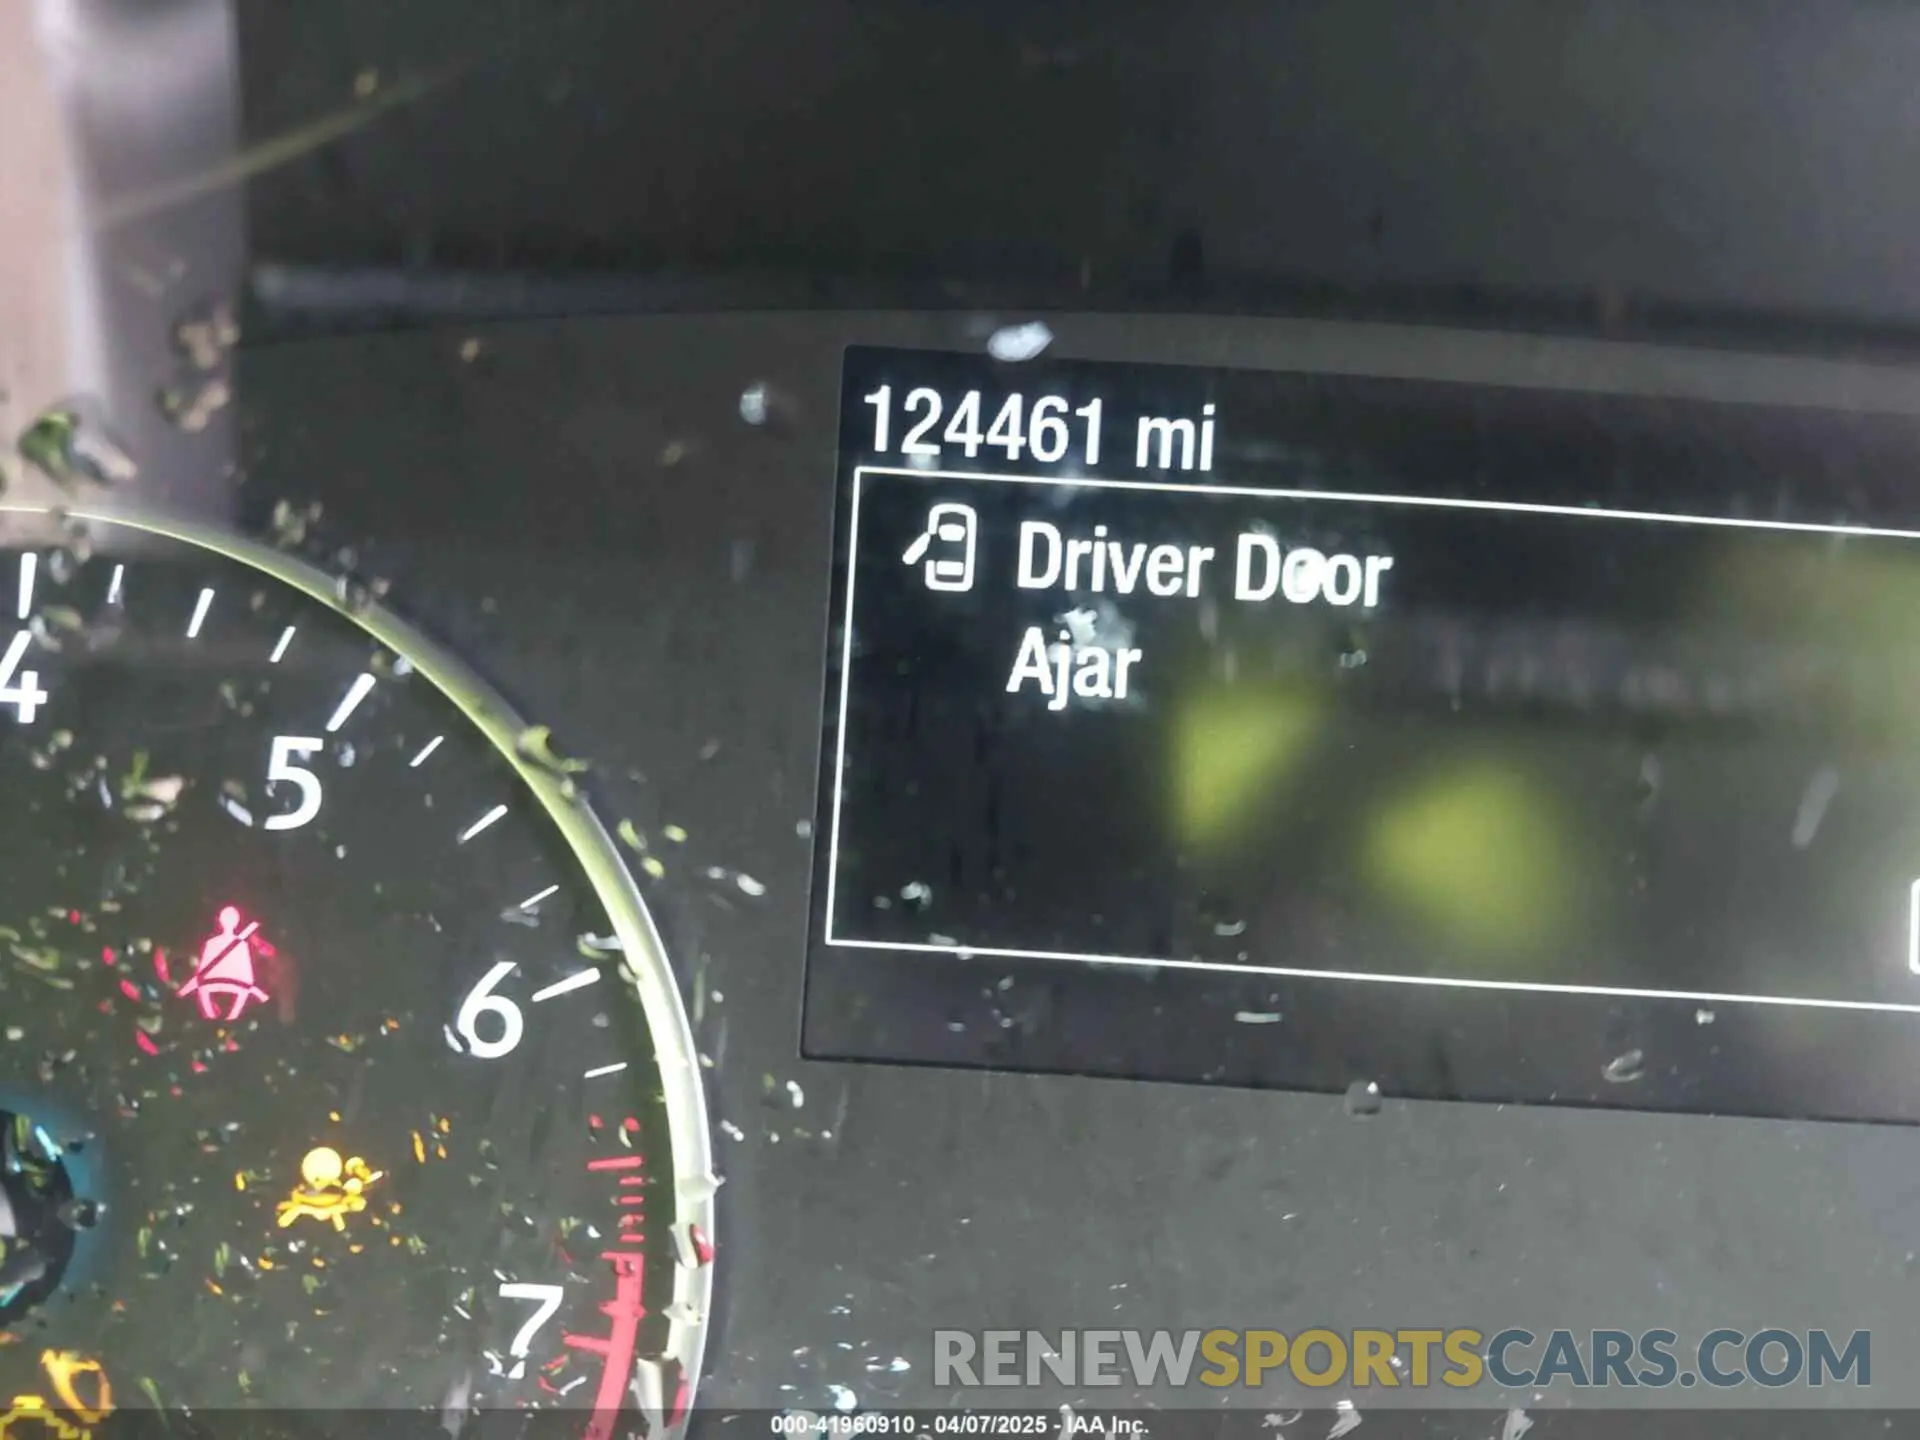 124461 mi
Driver Door
Ajar
4
5
6
7
RENEWSPORTSCARS.COM
000-41960910 - 04/07/2025 - IAA Inc.